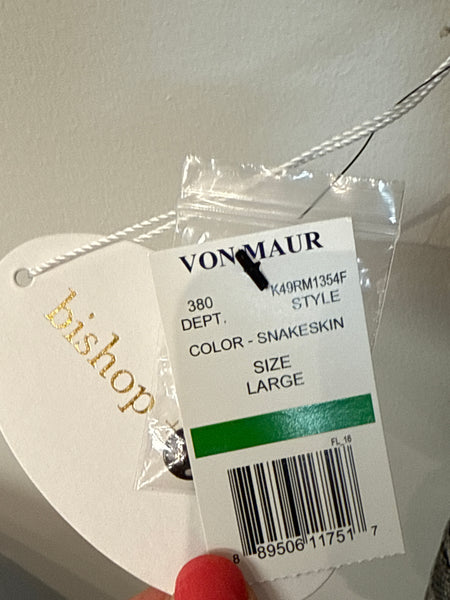 bishop
VON MAUR
380
DEPT.
K49RM1354F
STYLE
COLOR - SNAKESKIN
SIZE
LARGE
FL_16
8 89506 11751 7